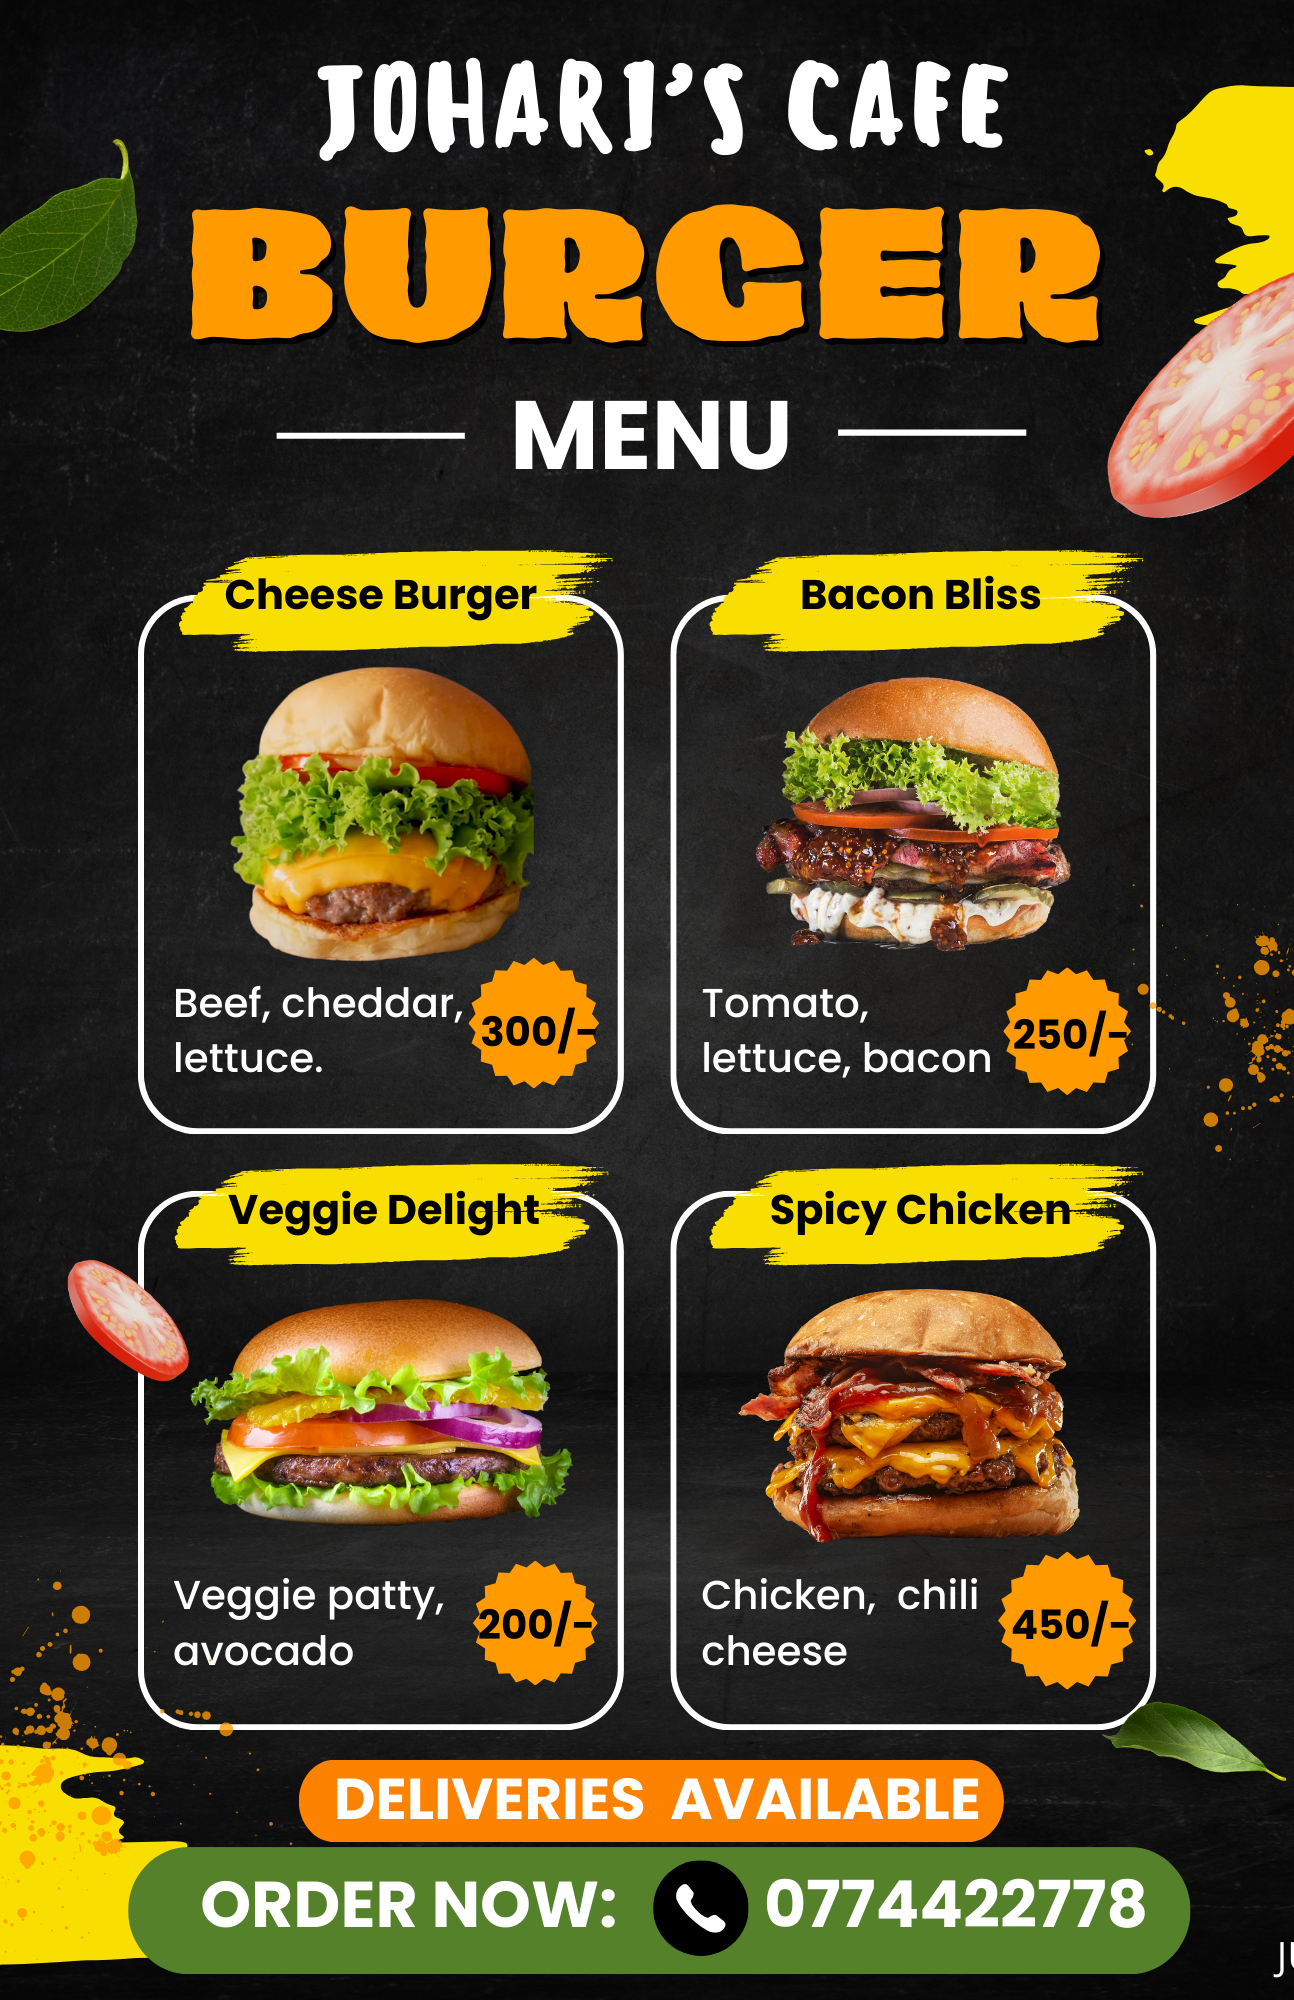 JOHARI'S CAFE
BURGER
MENU
Cheese Burger
Beef, cheddar,
lettuce.
300/-
Bacon Bliss
Tomato,
lettuce, bacon
250/-
Veggie Delight
Veggie patty,
avocado
200/-
Spicy Chicken
Chicken,  chili
cheese
450/-
DELIVERIES  AVAILABLE
ORDER NOW: 0774422778